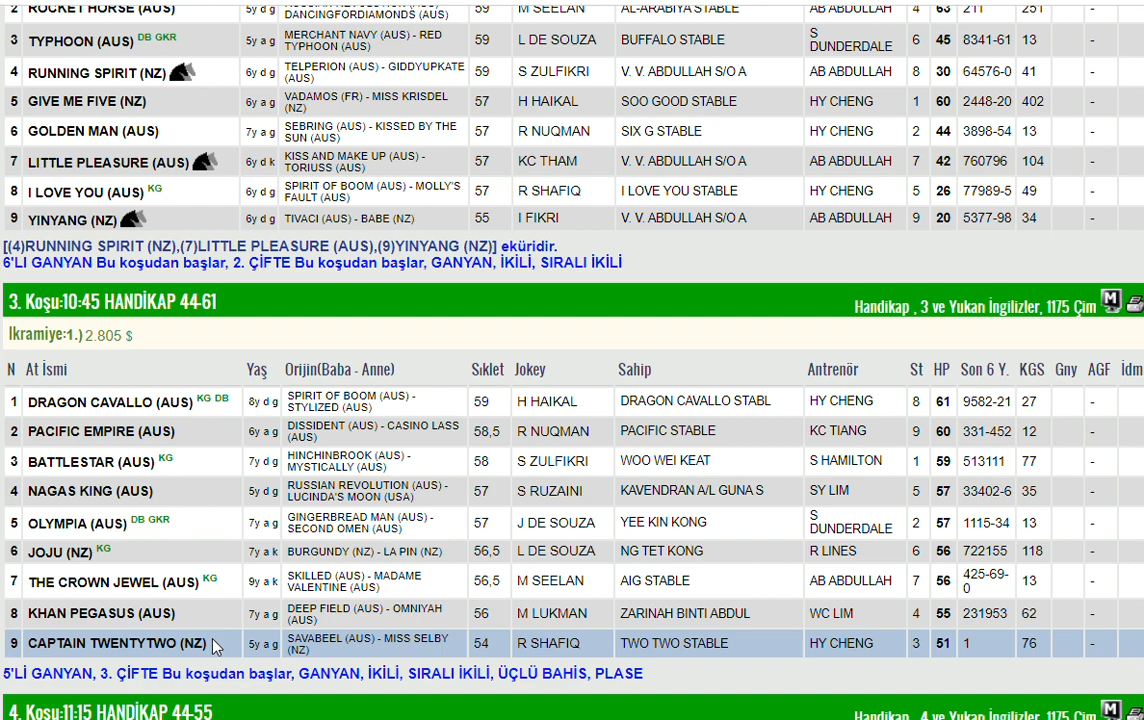 2 ROCKET HORSE (AUS) 5y d g DANCINGFORDIAMONDS (AUS) 59 M SEELAN AL-ARABIYA STABLE AB ABDULLAH 4 63 211 251 -
3 TYPHOON (AUS) DB GKR 5y a g MERCHANT NAVY (AUS) - RED TYPHOON (AUS) 59 L DE SOUZA BUFFALO STABLE S DUNDERDALE 6 45 8341-61 13 -
4 RUNNING SPIRIT (NZ) 6y d g TELPERION (AUS) - GIDDYUPKATE (AUS) 59 S ZULFIKRI V. V. ABDULLAH S/O A AB ABDULLAH 8 30 64576-0 41 -
5 GIVE ME FIVE (NZ) 6y a g VADAMOS (FR) - MISS KRISDEL (NZ) 57 H HAIKAL SOO GOOD STABLE HY CHENG 1 60 2448-20 402 -
6 GOLDEN MAN (AUS) 7y a g SEBRING (AUS) - KISSED BY THE SUN (AUS) 57 R NUQMAN SIX G STABLE HY CHENG 2 44 3898-54 13 -
7 LITTLE PLEASURE (AUS) 6y d k KISS AND MAKE UP (AUS) - TORIUSS (AUS) 57 KC THAM V. V. ABDULLAH S/O A AB ABDULLAH 7 42 760796 104 -
8 I LOVE YOU (AUS) KG 6y d g SPIRIT OF BOOM (AUS) - MOLLY'S FAULT (AUS) 57 R SHAFIQ I LOVE YOU STABLE HY CHENG 5 26 77989-5 49 -
9 YINYANG (NZ) 6y d g TIVACI (AUS) - BABE (NZ) 55 I FIKRI V. V. ABDULLAH S/O A AB ABDULLAH 9 20 5377-98 34 -
[(4)RUNNING SPIRIT (NZ),(7)LITTLE PLEASURE (AUS),(9)YINYANG (NZ)] eküridir.
6'LI GANYAN Bu koşudan başlar, 2. ÇİFTE Bu koşudan başlar, GANYAN, İKİLİ, SIRALI İKİLİ
3. Koşu:10:45 HANDİKAP 44-61 Handikap , 3 ve Yukarı İngilizler, 1175 Çim M
İkramiye:1.) 2.805 $
N At İsmi Yaş Orijin(Baba - Anne) Sıklet Jokey Sahip Antrenör St HP Son 6 Y. KGS Gny AGF İdm
1 DRAGON CAVALLO (AUS) KG DB 8y d g SPIRIT OF BOOM (AUS) - STYLIZED (AUS) 59 H HAIKAL DRAGON CAVALLO STABL HY CHENG 8 61 9582-21 27 -
2 PACIFIC EMPIRE (AUS) 6y a g DISSIDENT (AUS) - CASINO LASS (AUS) 58,5 R NUQMAN PACIFIC STABLE KC TIANG 9 60 331-452 12 -
3 BATTLESTAR (AUS) KG 7y d g HINCHINBROOK (AUS) - MYSTICALLY (AUS) 58 S ZULFIKRI WOO WEI KEAT S HAMILTON 1 59 513111 77 -
4 NAGAS KING (AUS) 5y d g RUSSIAN REVOLUTION (AUS) - LUCINDA'S MOON (USA) 57 S RUZAINI KAVENDRAN A/L GUNA S SY LIM 5 57 33402-6 35 -
5 OLYMPIA (AUS) DB GKR 7y a g GINGERBREAD MAN (AUS) - SECOND OMEN (AUS) 57 J DE SOUZA YEE KIN KONG S DUNDERDALE 2 57 1115-34 13 -
6 JOJU (NZ) KG 7y a k BURGUNDY (NZ) - LA PIN (NZ) 56,5 L DE SOUZA NG TET KONG R LINES 6 56 722155 118 -
7 THE CROWN JEWEL (AUS) KG 9y a k SKILLED (AUS) - MADAME VALENTINE (AUS) 56,5 M SEELAN AIG STABLE AB ABDULLAH 7 56 425-69-0 13 -
8 KHAN PEGASUS (AUS) 7y a g DEEP FIELD (AUS) - OMNIYAH (AUS) 56 M LUKMAN ZARINAH BINTI ABDUL WC LIM 4 55 231953 62 -
9 CAPTAIN TWENTYTWO (NZ) 5y a g SAVABEEL (AUS) - MISS SELBY (NZ) 54 R SHAFIQ TWO TWO STABLE HY CHENG 3 51 1 76 -
5'Lİ GANYAN, 3. ÇİFTE Bu koşudan başlar, GANYAN, İKİLİ, SIRALI İKİLİ, ÜÇLÜ BAHİS, PLASE
4. Koşu:11:15 HANDİKAP 44-55 Handikap , 4 ve Yukarı İngilizler, 1175 Çim M